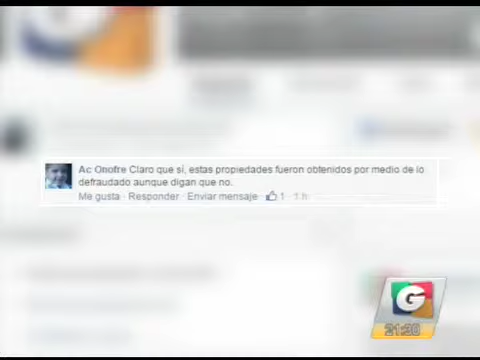 Ac Onofre Claro que sí, estas propiedades fueron obtenidos por medio de lo
defraudado aunque digan que no.
Me gusta · Responder · Enviar mensaje · 1 · 1 h
G
21:30